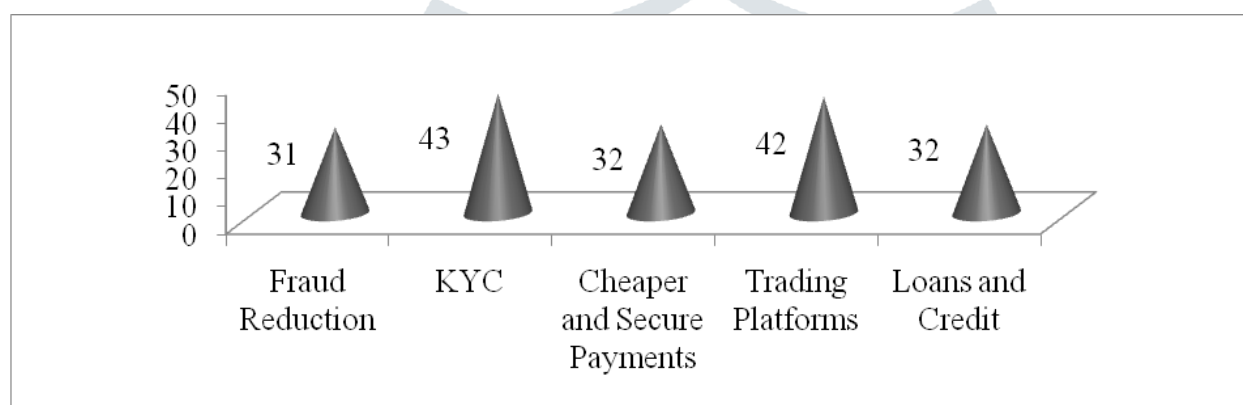 50
40
30
20
10
0
31
43
32
42
32
Fraud
Reduction
KYC
Cheaper
and Secure
Payments
Trading
Platforms
Loans and
Credit